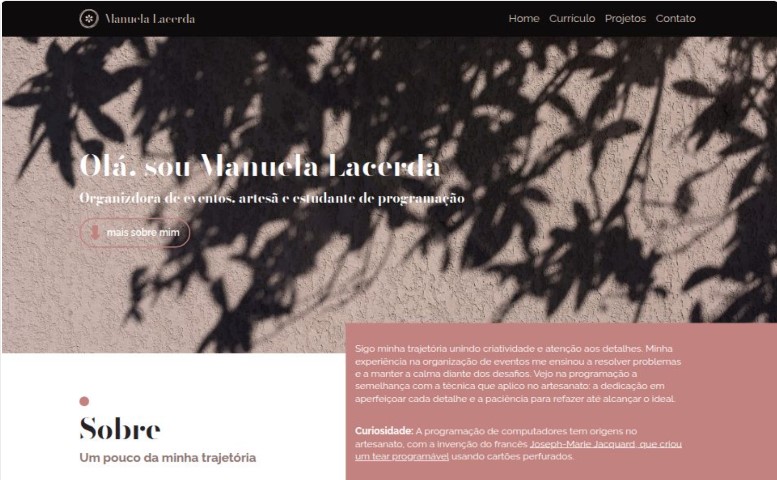 Manuela Lacerda
Home Currículo Projetos Contato
Olá, sou Manuela Lacerda
Organizdora de eventos, artesã e estudante de programação
mais sobre mim
Sigo minha trajetória unindo criatividade e atenção aos detalhes. Minha
experiência na organização de eventos me ensinou a resolver problemas
e a manter a calma diante dos desafios. Vejo na programação a
semelhança com a técnica que aplico no artesanato: a dedicação em
aperfeiçoar cada detalhe e a paciência para refazer até alcançar o ideal.
Curiosidade: A programação de computadores tem origens no
artesanato, com a invenção do francês Joseph-Marie Jacquard, que criou
um tear programável usando cartões perfurados.
Sobre
Um pouco da minha trajetória